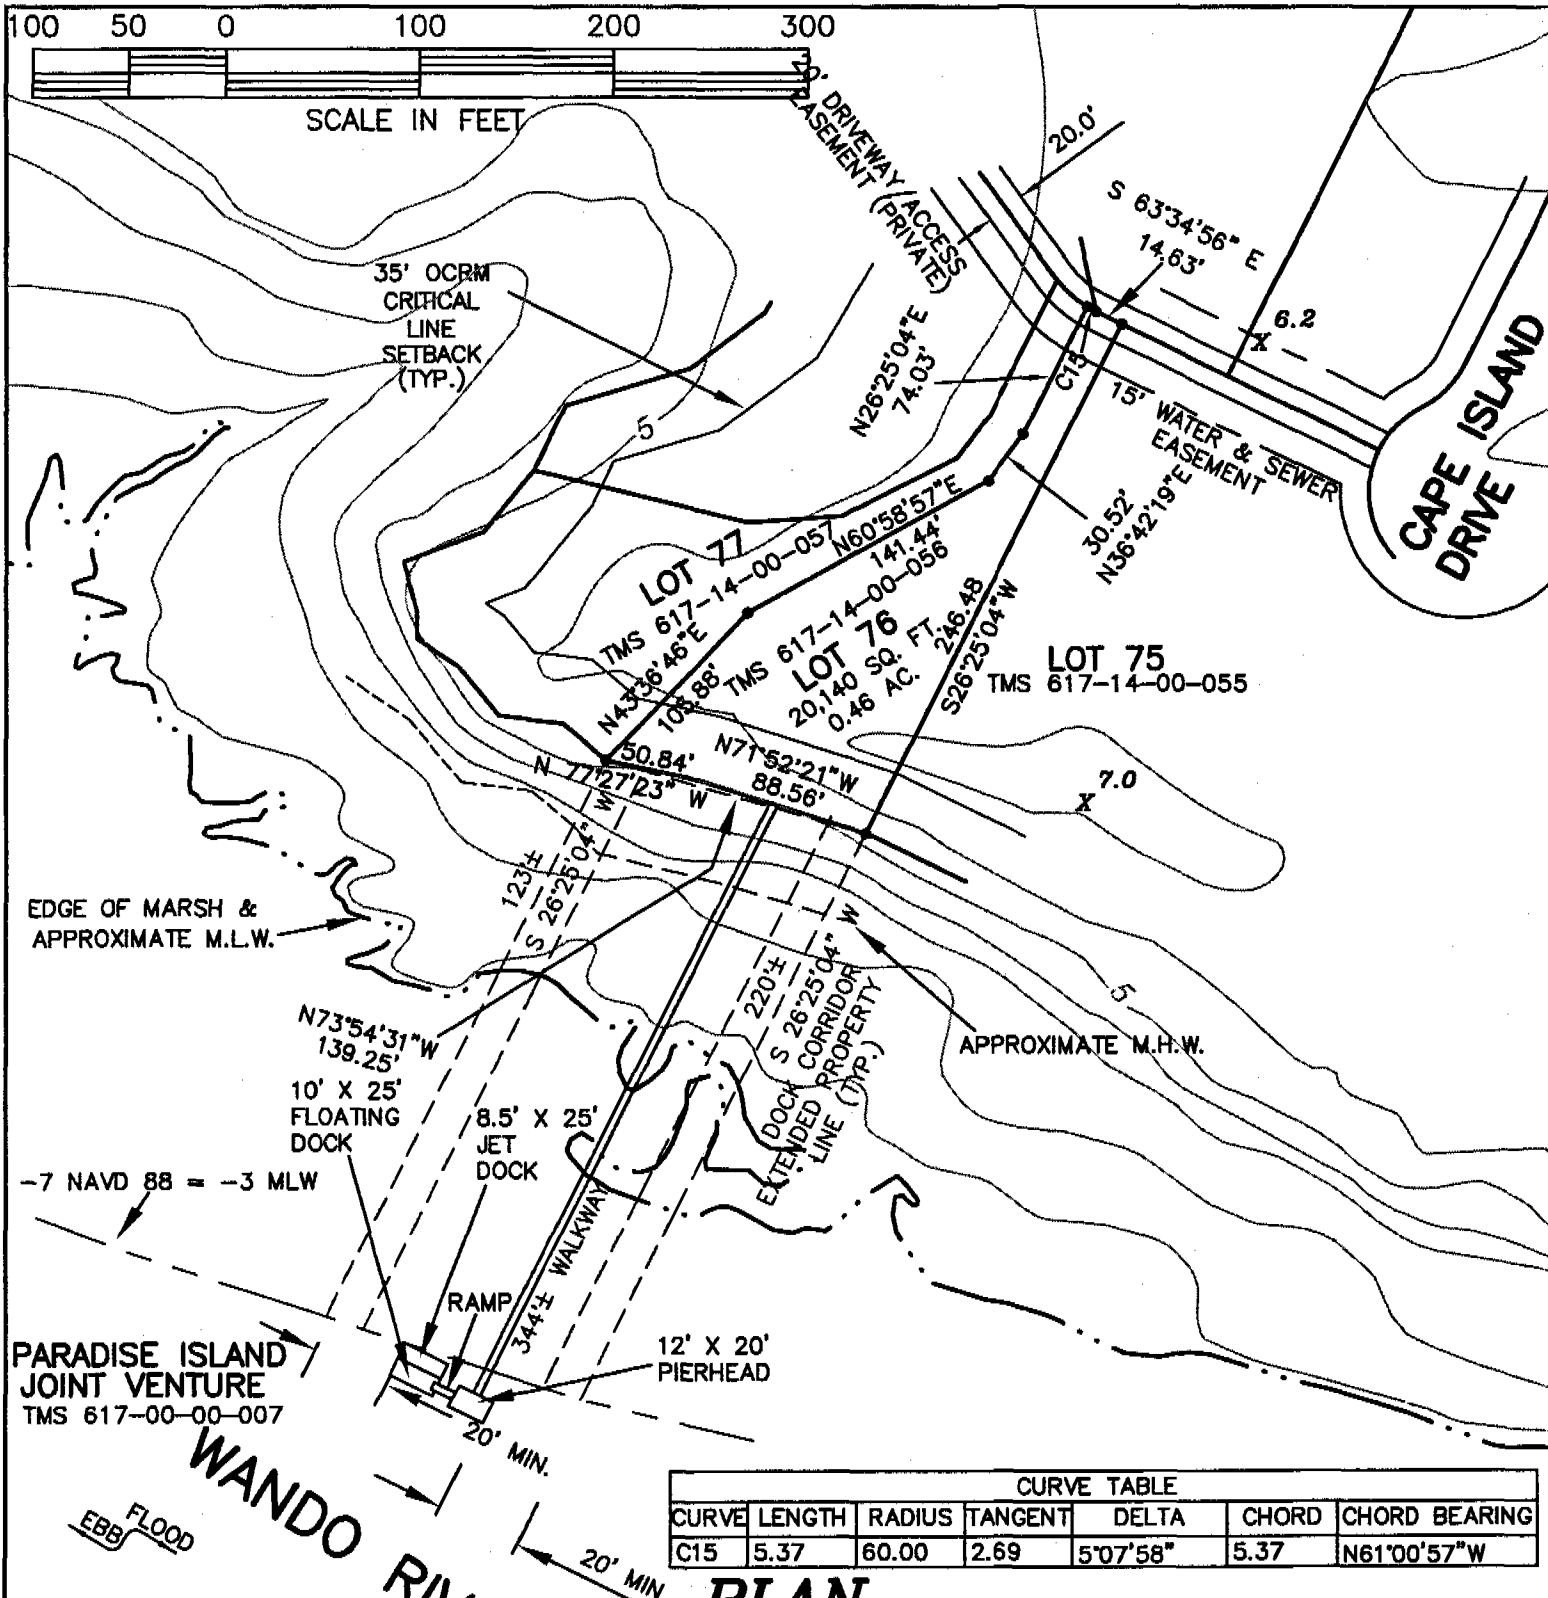 100 50 0 100 200 300
SCALE IN FEET
DRIVEWAY/ACCESS
EASEMENT (PRIVATE)
20.0'
S 63°34'56" E
14.63'
35' OCRM
CRITICAL
LINE
SETBACK
(TYP.)
6.2
X
N26°25'04"E
74.03'
C15
15' WATER & SEWER
EASEMENT
CAPE ISLAND
DRIVE
5
30.52'
N36°42'19"E
LOT 77
TMS 617-14-00-057
N60°58'57"E
141.44'
TMS 617-14-00-056
LOT 76
20,140 SQ. FT.
0.46 AC.
246.48
S26°25'04"W
LOT 75
TMS 617-14-00-055
N43°36'46"E
105.88'
50.84'
N 77°27'23" W
N71°52'21"W
88.56'
7.0
X
123'±
S 26°25'04" W
EDGE OF MARSH &
APPROXIMATE M.L.W.
N73°54'31"W
139.25'
220'±
S 26°25'04" W
DOCK CORRIDOR
EXTENDED PROPERTY
LINE (TYP.)
5
APPROXIMATE M.H.W.
10' X 25'
FLOATING
DOCK
8.5' X 25'
JET
DOCK
-7 NAVD 88 = -3 MLW
344'± WALKWAY
RAMP
12' X 20'
PIERHEAD
PARADISE ISLAND
JOINT VENTURE
TMS 617-00-00-007
20' MIN.
WANDO
EBB FLOOD
20' MIN
CURVE TABLE
CURVE LENGTH RADIUS TANGENT DELTA CHORD CHORD BEARING
C15 5.37 60.00 2.69 5°07'58" 5.37 N61°00'57"W
PLAN